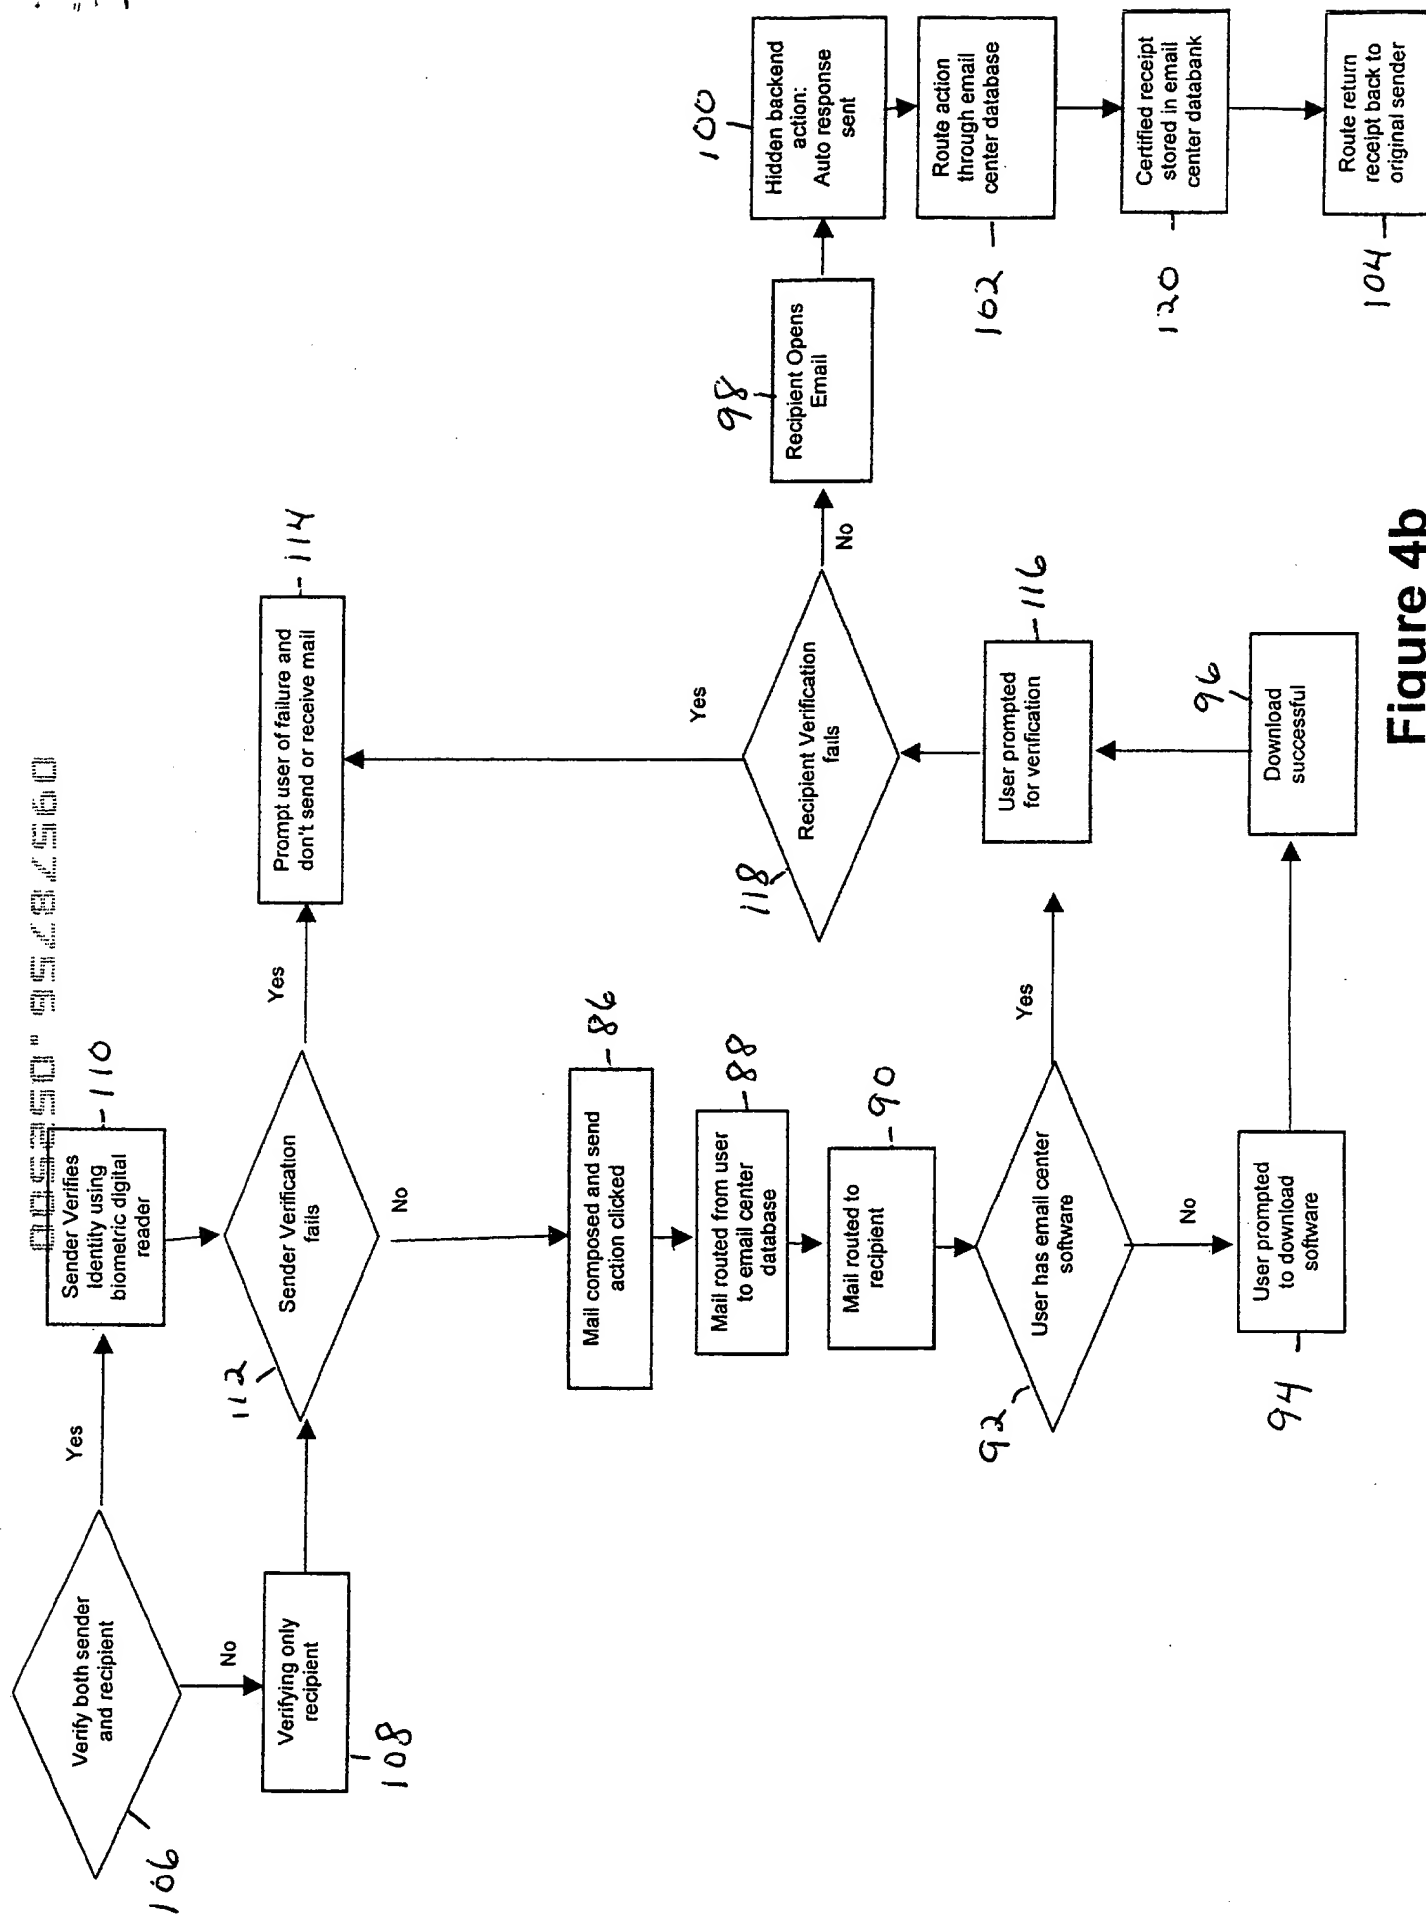 Verify both sender
and recipient
106
Yes
No
Verifying only
recipient
108
Sender Verifies
Identity using
biometric digital
reader
110
Sender Verification
fails
112
Yes
No
Prompt user of failure and
don't send or receive mail
114
Mail composed and send
action clicked
86
Mail routed from user
to email center
database
88
Mail routed to
recipient
90
User has email center
software
92
Yes
No
User prompted
to download
software
94
Download
successful
96
User prompted
for verification
116
Recipient Verification
fails
118
Yes
No
Recipient Opens
Email
98
Hidden backend
action:
Auto response
sent
100
Route action
through email
center database
102
Certified receipt
stored in email
center databank
120
Route return
receipt back to
original sender
104
Figure 4b